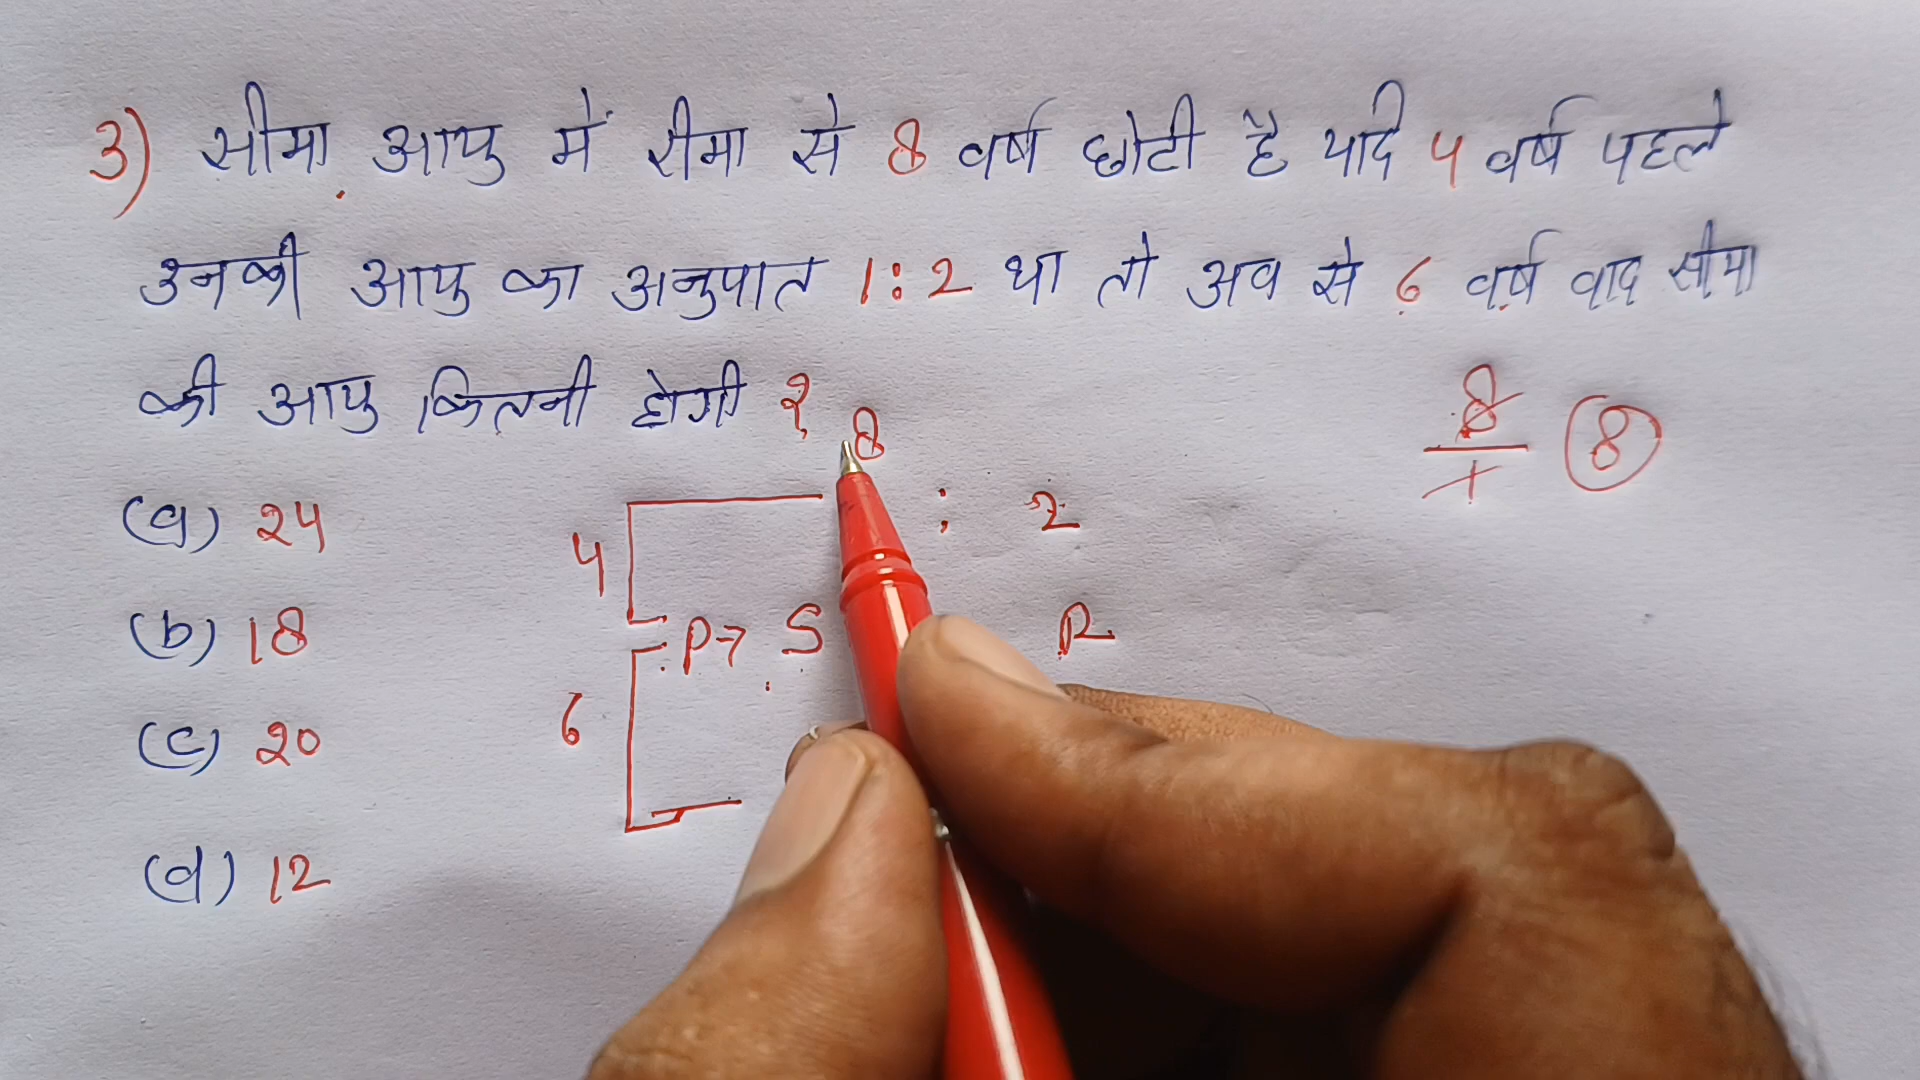 3) सीमा आयु में रीमा से 8 वर्ष छोटी है यदि 4 वर्ष पहले
उनकी आयु का अनुपात 1:2 था तो अब से 6 वर्ष बाद सीमा
की आयु कितनी होगी ?
8/1 8
8
(a) 24
: 2
4
(b) 18
P→ S
R
(c) 20
6
(d) 12